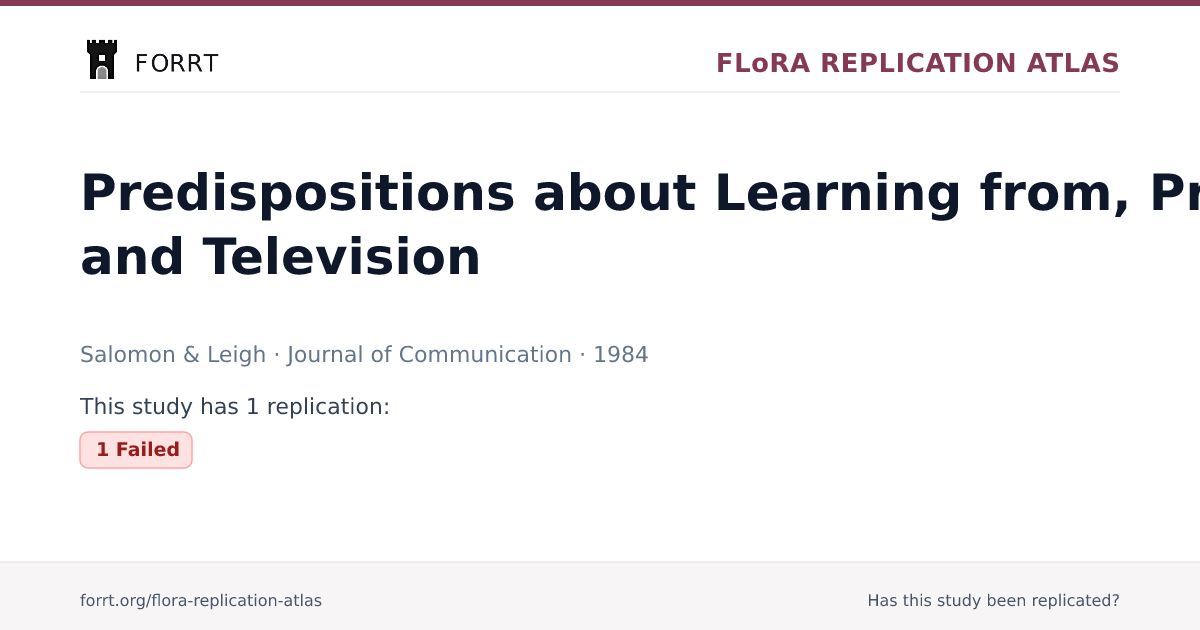 FORRT
FLoRA REPLICATION ATLAS
Predispositions about Learning from, Pr
and Television
Salomon & Leigh · Journal of Communication · 1984
This study has 1 replication:
1 Failed
forrt.org/flora-replication-atlas
Has this study been replicated?